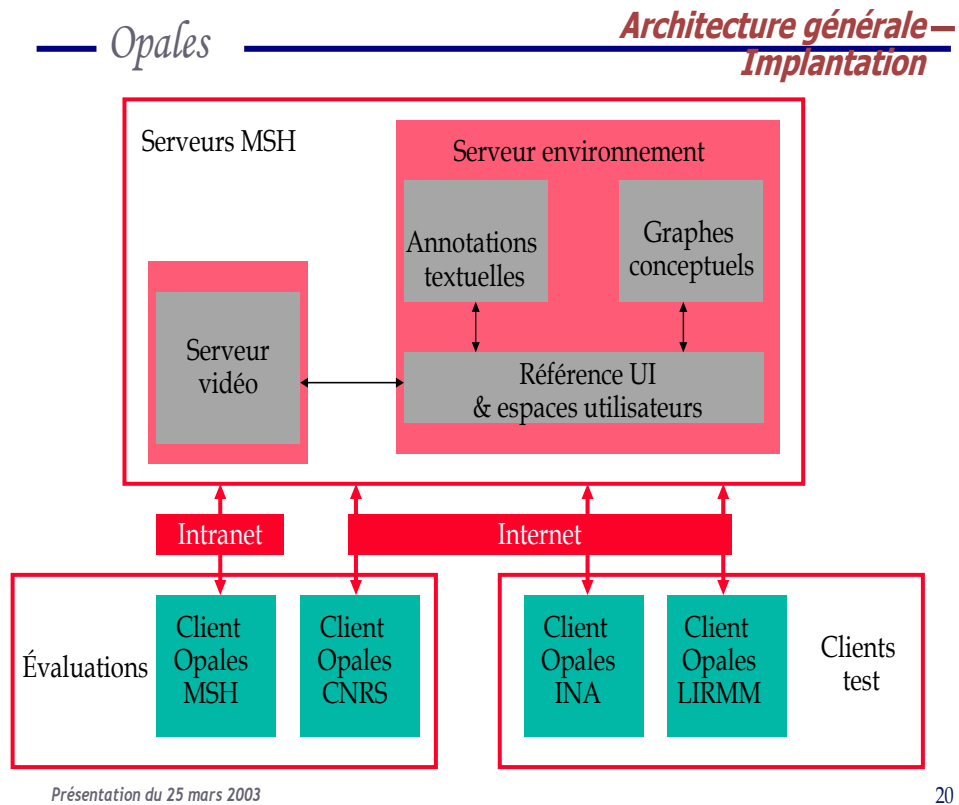 Opales
Architecture générale
Implantation
Serveurs MSH
Serveur environnement
Annotations
textuelles
Graphes
conceptuels
Serveur
vidéo
Référence UI
& espaces utilisateurs
Intranet
Internet
Évaluations
Client
Opales
MSH
Client
Opales
CNRS
Client
Opales
INA
Client
Opales
LIRMM
Clients
test
Présentation du 25 mars 2003
20